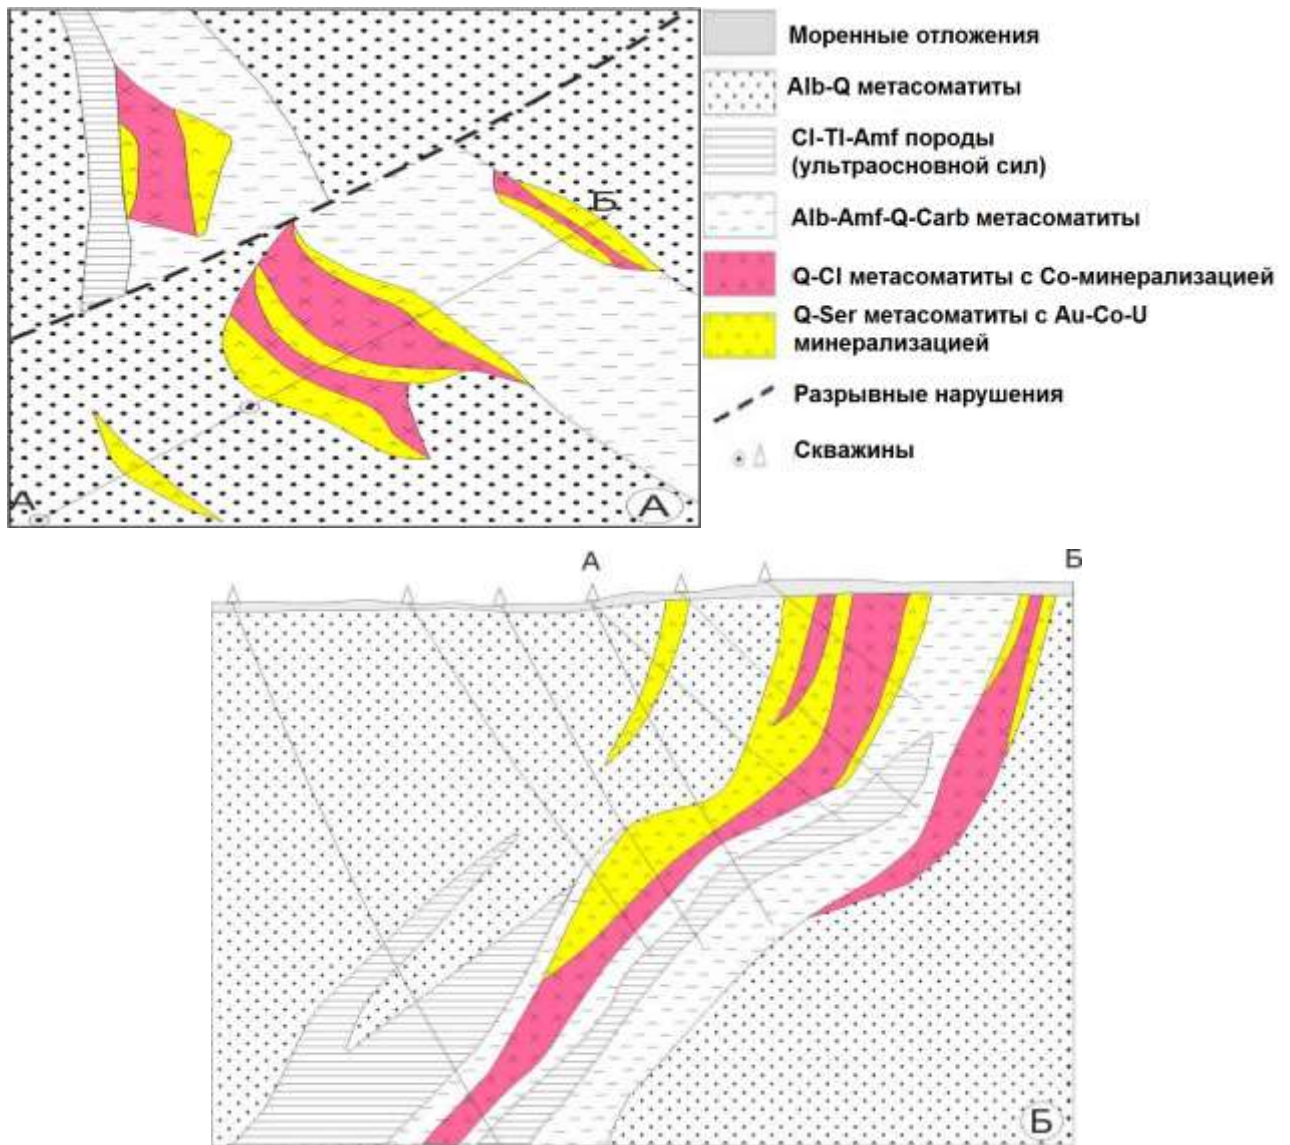 Моренные отложения
Alb-Q метасоматиты
Cl-Tl-Amf породы
(ультраосновной сил)
Alb-Amf-Q-Carb метасоматиты
Q-Cl метасоматиты с Co-минерализацией
Q-Ser метасоматиты с Au-Co-U
минерализацией
Разрывные нарушения
Скважины
Б
А
А
А
Б
Б